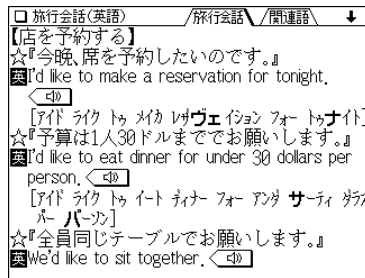 □ 旅行会話(英語) 旅行会話 関連語 ↓
【店を予約する】
☆『今晩、席を予約したいのです。』
英I'd like to make a reservation for tonight.
[アイド ライク トゥ メイカ レザヴェイション フォー トゥナイト]
☆『予算は1人30ドルまででお願いします。』
英I'd like to eat dinner for under 30 dollars per
person.
[アイド ライク トゥ イート ディナー フォー アンダ サーティ ダラズ
パー パーソン]
☆『全員同じテーブルでお願いします。』
英We'd like to sit together.